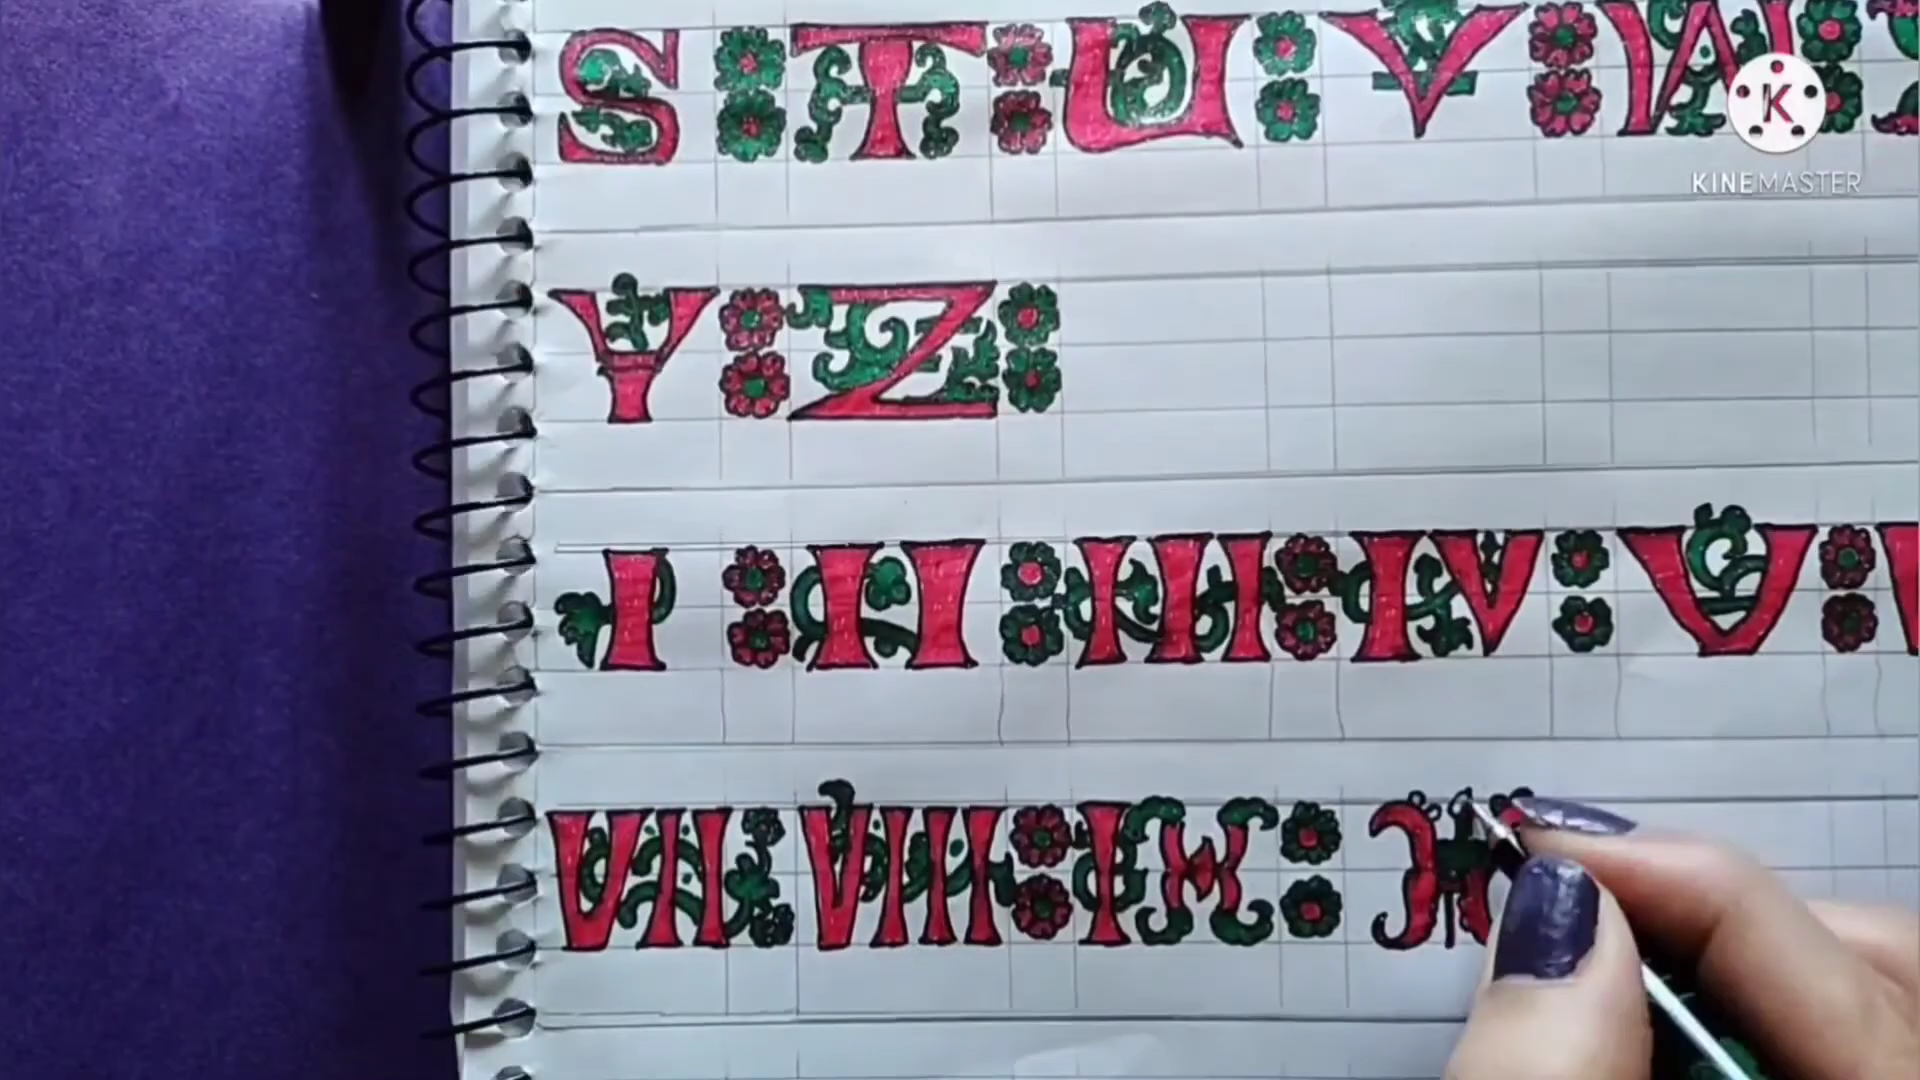 S T U V W
KINEMASTER
Y Z
I II III IV V
VII VIII IX X